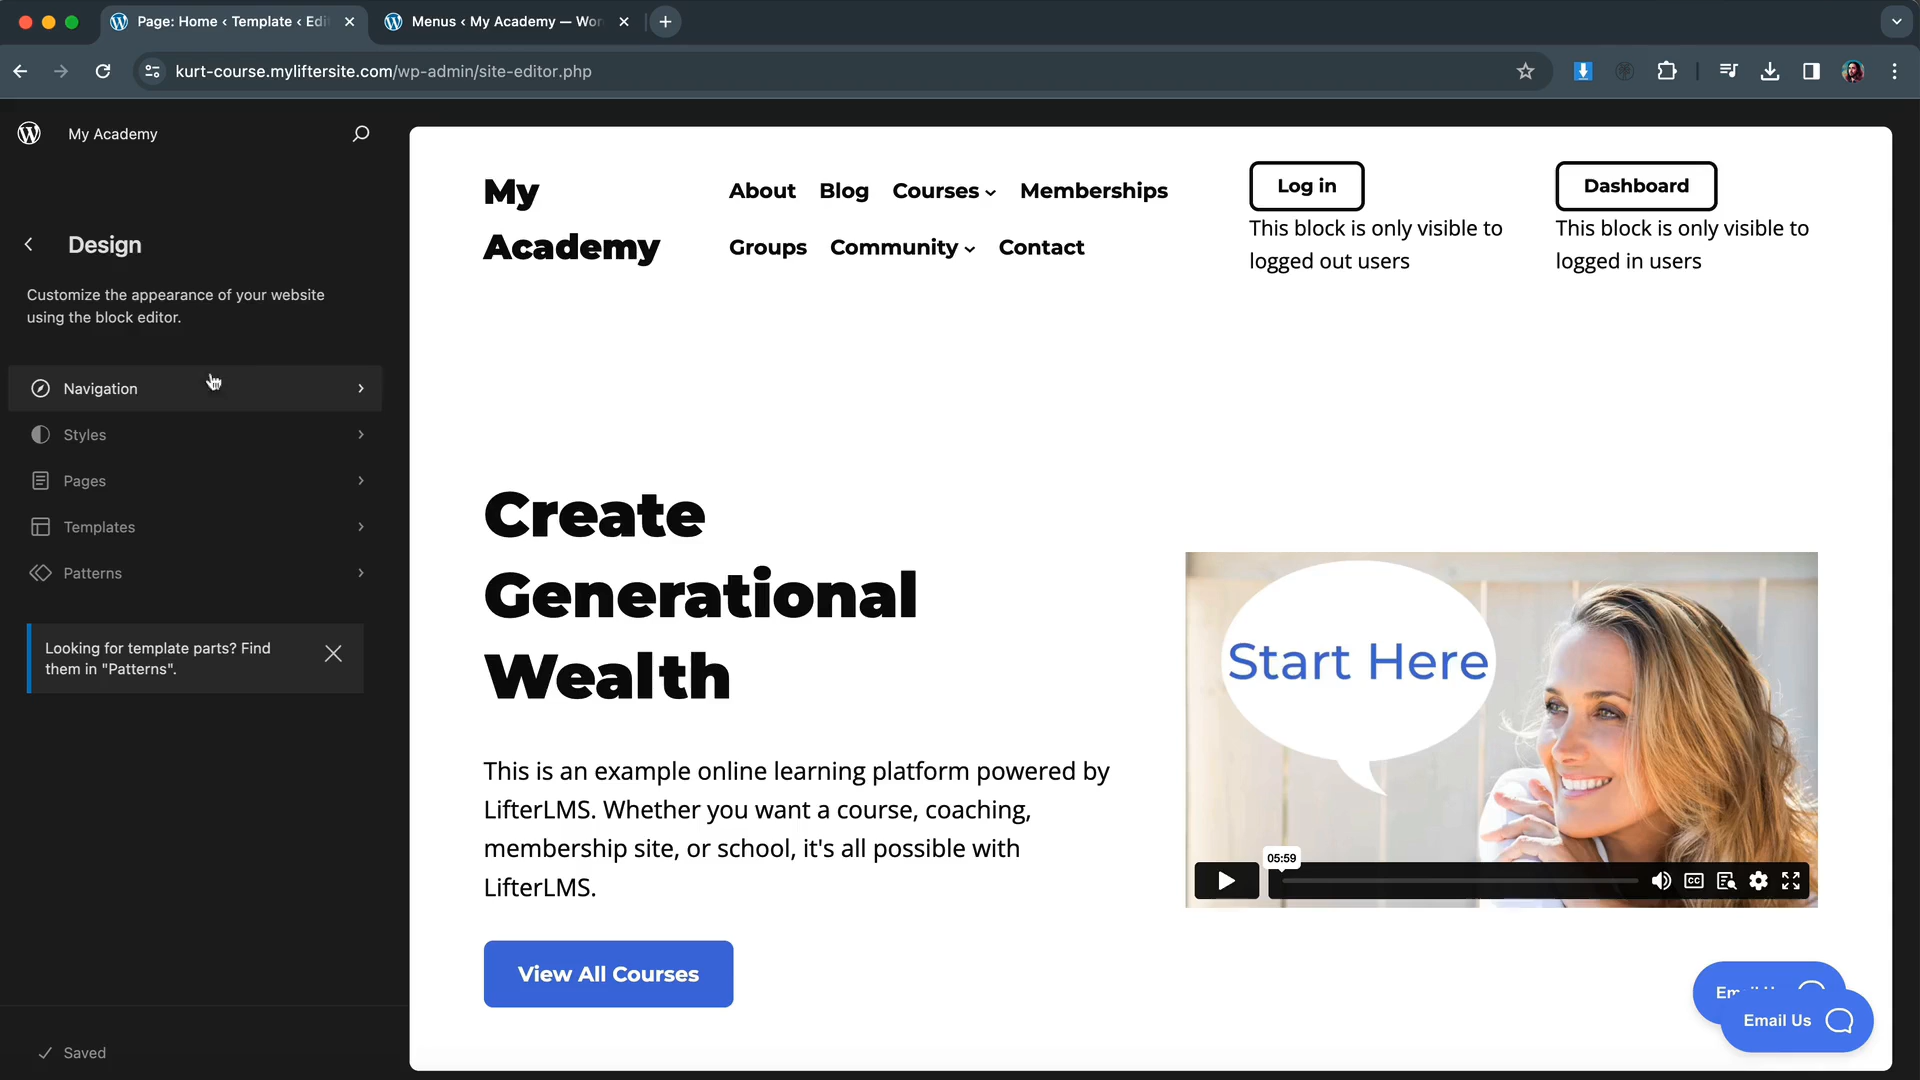 Page: Home ‹ Template ‹ Edi
Menus ‹ My Academy — Wor
kurt-course.myliftersite.com/wp-admin/site-editor.php
My Academy
Design
Customize the appearance of your website
using the block editor.
Navigation
Styles
Pages
Templates
Patterns
Looking for template parts? Find
them in "Patterns".
Saved
My
Academy
About Blog Courses Memberships
Groups Community Contact
Log in
This block is only visible to
logged out users
Dashboard
This block is only visible to
logged in users
Create
Generational
Wealth
This is an example online learning platform powered by
LifterLMS. Whether you want a course, coaching,
membership site, or school, it's all possible with
LifterLMS.
View All Courses
Start Here
05:59
CC
Email Us